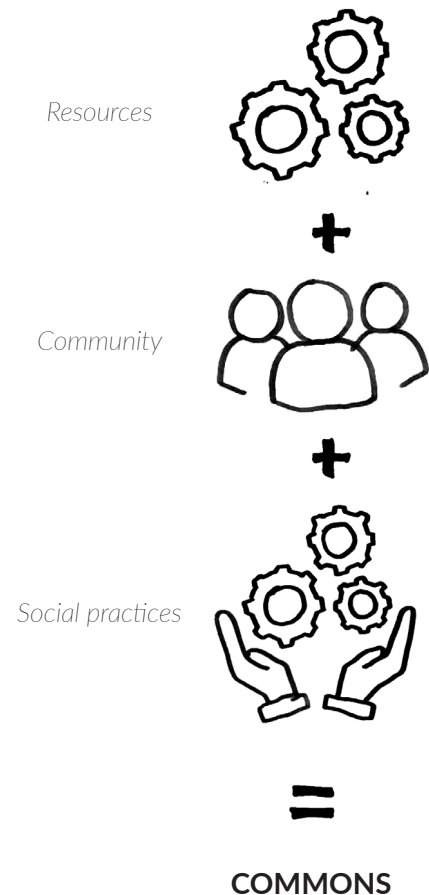 Resources
+
Community
+
Social practices
=
COMMONS